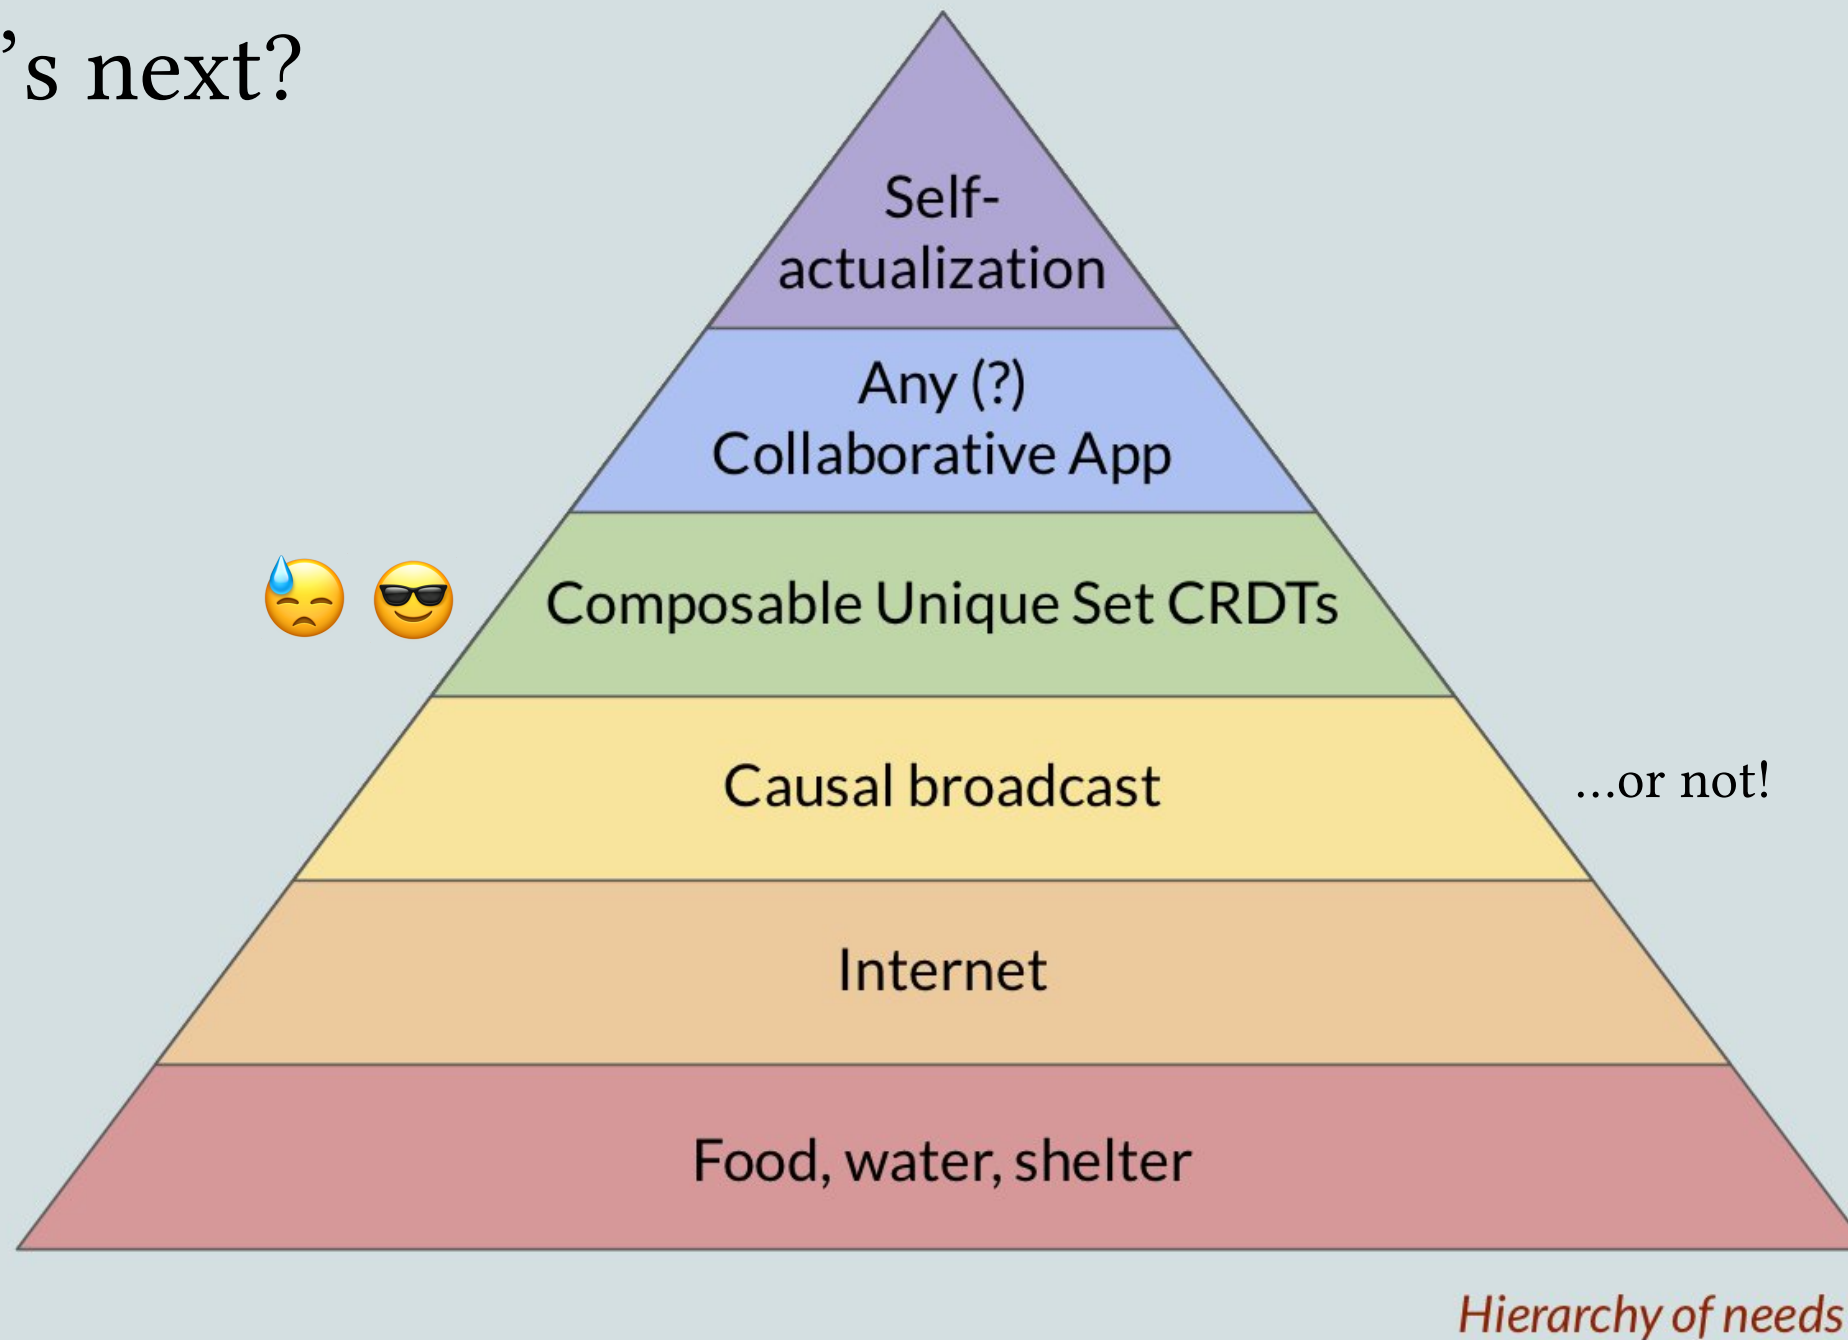 ’s next?
Self-
actualization
Any (?)
Collaborative App
Composable Unique Set CRDTs
Causal broadcast
…or not!
Internet
Food, water, shelter
Hierarchy of needs